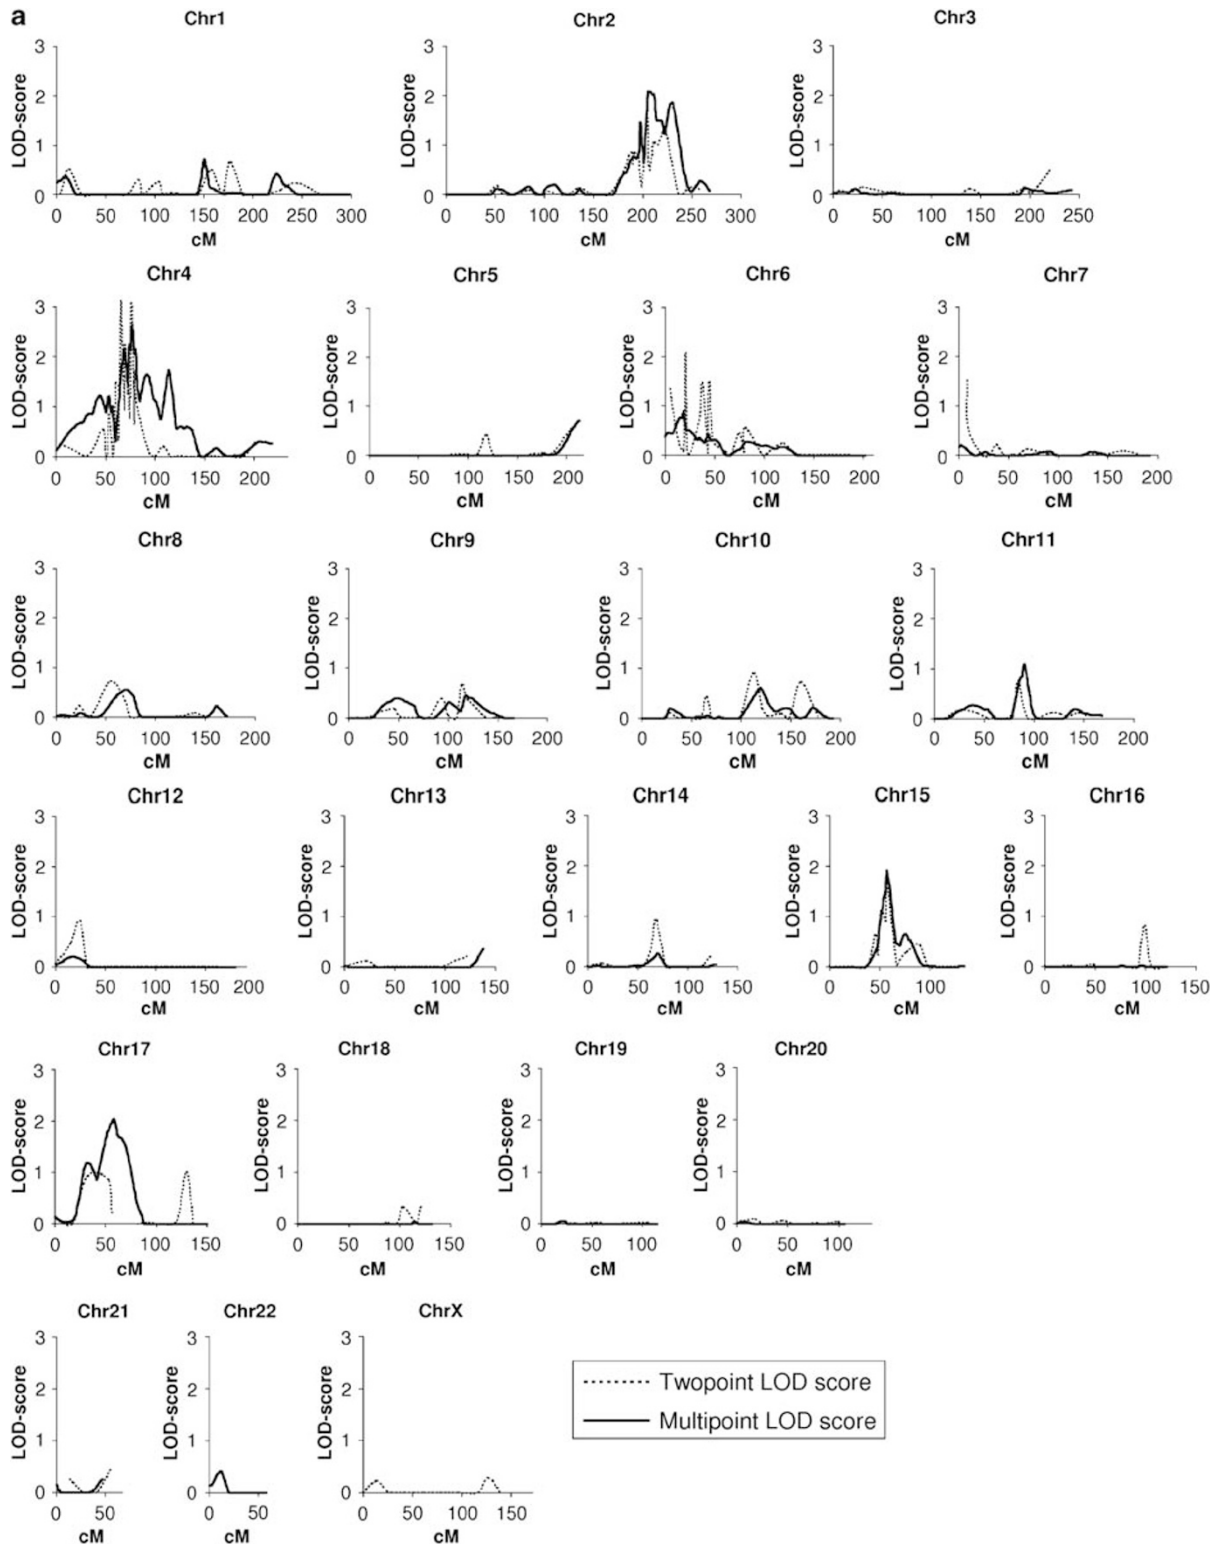 a
Chr1
Chr2
Chr3
3
2
1
0
LOD-score
0 50 100 150 200 250 300
cM
3
2
1
0
LOD-score
0 50 100 150 200 250 300
cM
3
2
1
0
LOD-score
0 50 100 150 200 250
cM
Chr4
Chr5
Chr6
Chr7
3
2
1
0
LOD-score
0 50 100 150 200
cM
3
2
1
0
LOD-score
0 50 100 150 200
cM
3
2
1
0
LOD-score
0 50 100 150 200
cM
3
2
1
0
LOD-score
0 50 100 150 200
cM
Chr8
Chr9
Chr10
Chr11
3
2
1
0
LOD-score
0 50 100 150 200
cM
3
2
1
0
LOD-score
0 50 100 150 200
cM
3
2
1
0
LOD-score
0 50 100 150 200
cM
3
2
1
0
LOD-score
0 50 100 150 200
cM
Chr12
Chr13
Chr14
Chr15
Chr16
3
2
1
0
LOD-score
0 50 100 150 200
cM
3
2
1
0
LOD-score
0 50 100 150
cM
3
2
1
0
LOD-score
0 50 100 150
cM
3
2
1
0
LOD-score
0 50 100
cM
3
2
1
0
LOD-score
0 50 100 150
cM
Chr17
Chr18
Chr19
Chr20
3
2
1
0
LOD-score
0 50 100 150
cM
3
2
1
0
LOD-score
0 50 100 150
cM
3
2
1
0
LOD-score
0 50 100
cM
3
2
1
0
LOD-score
0 50 100
cM
Chr21
Chr22
ChrX
3
2
1
0
LOD-score
0 50
cM
3
2
1
0
LOD-score
0 50
cM
3
2
1
0
LOD-score
0 50 100 150
cM
Twopoint LOD score
Multipoint LOD score